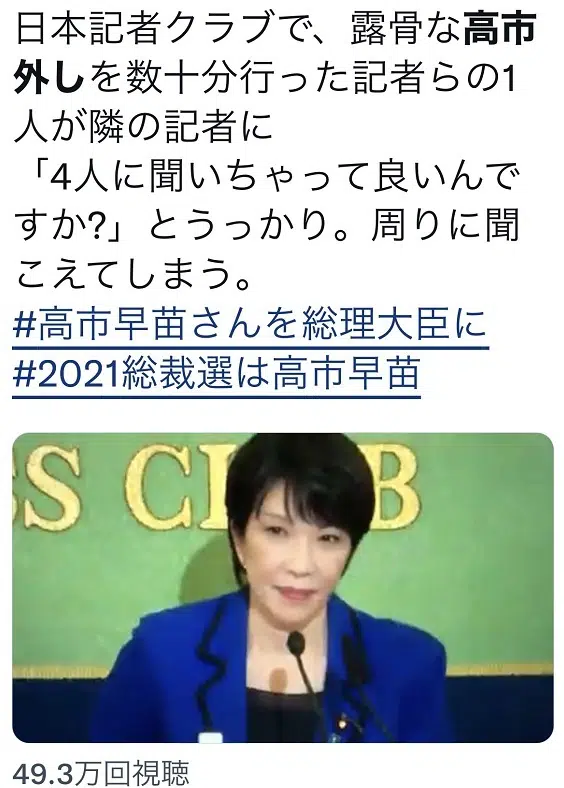 日本記者クラブで、露骨な高市
外しを数十分行った記者らの1
人が隣の記者に
「4人に聞いちゃって良いんで
すか?」とうっかり。周りに聞
こえてしまう。
#高市早苗さんを総理大臣に
#2021総裁選は高市早苗
SS CL B
49.3万回視聴